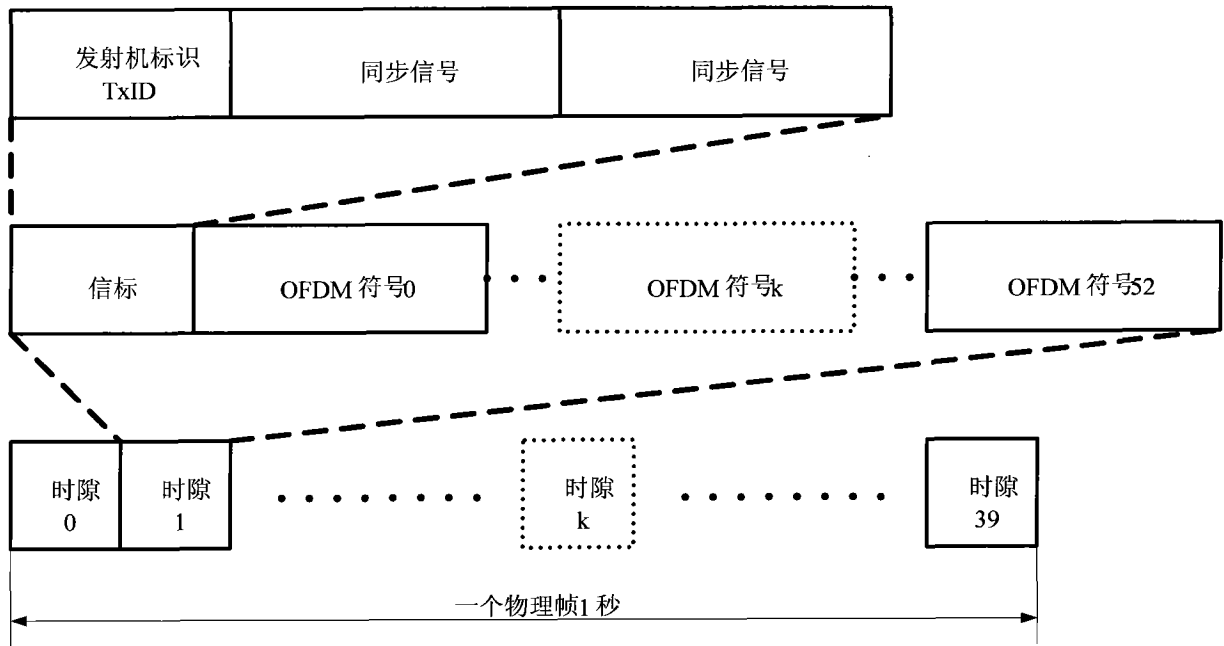 发射机标识
TxID
同步信号
同步信号
信标
OFDM 符号0
OFDM 符号k
OFDM 符号52
时隙
0
时隙
1
时隙
k
时隙
39
一个物理帧1 秒